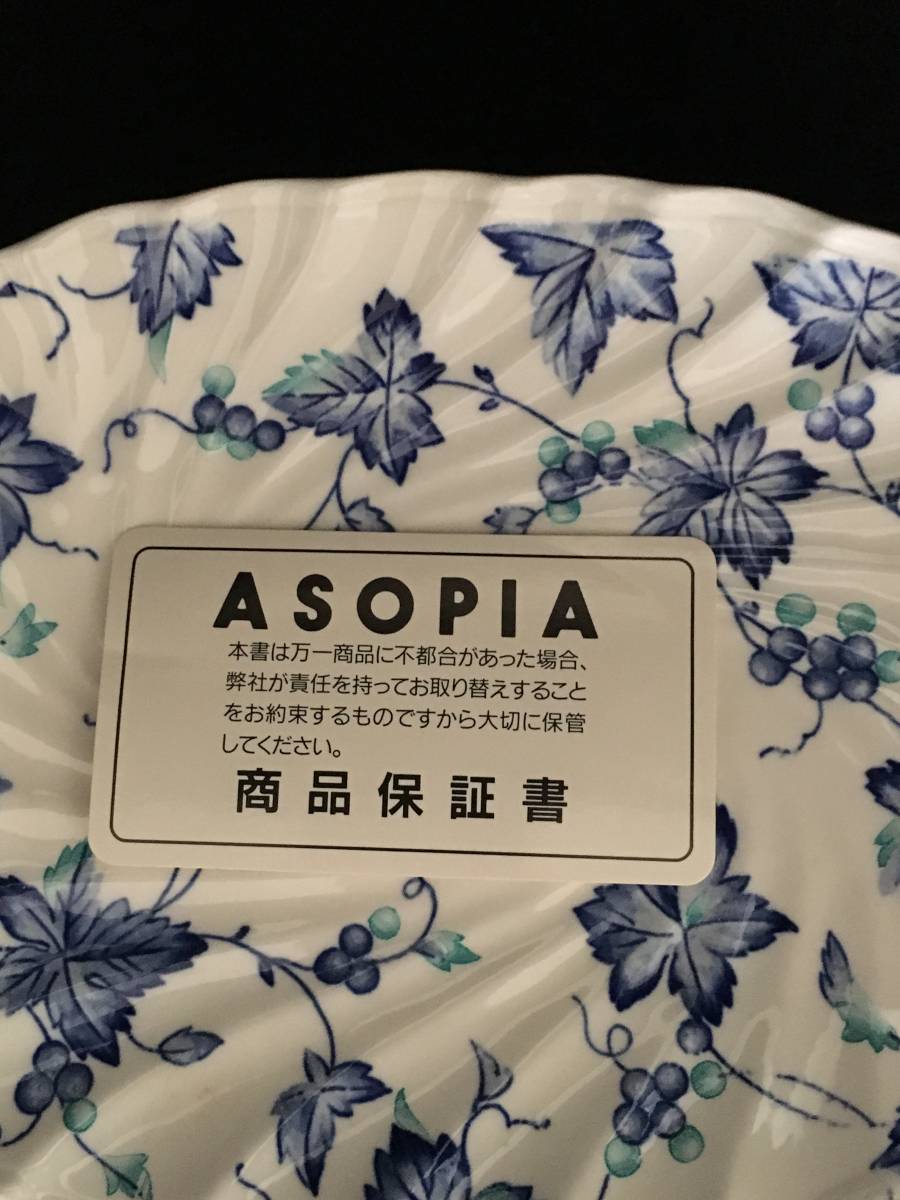 ASOPIA
本書は万一商品に不都合があった場合、
弊社が責任を持ってお取り替えすること
をお約束するものですから大切に保管
してください。
商品保証書